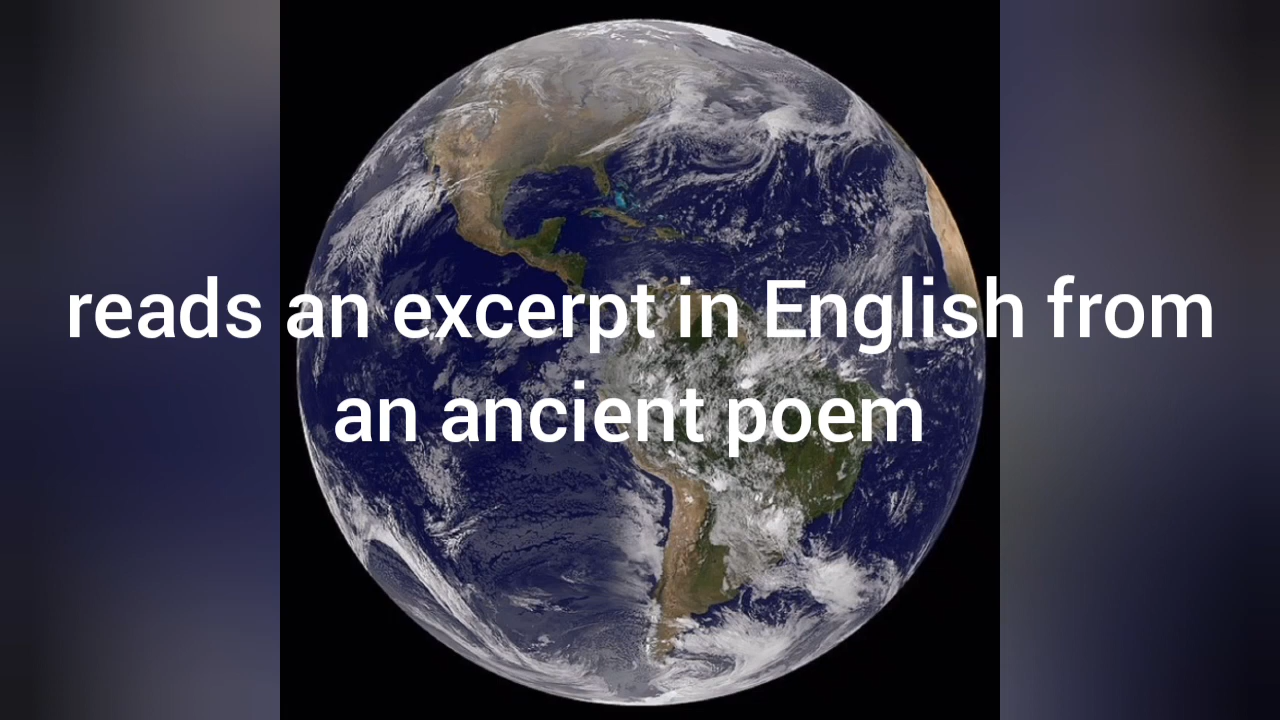 reads an excerpt in English from
an ancient poem